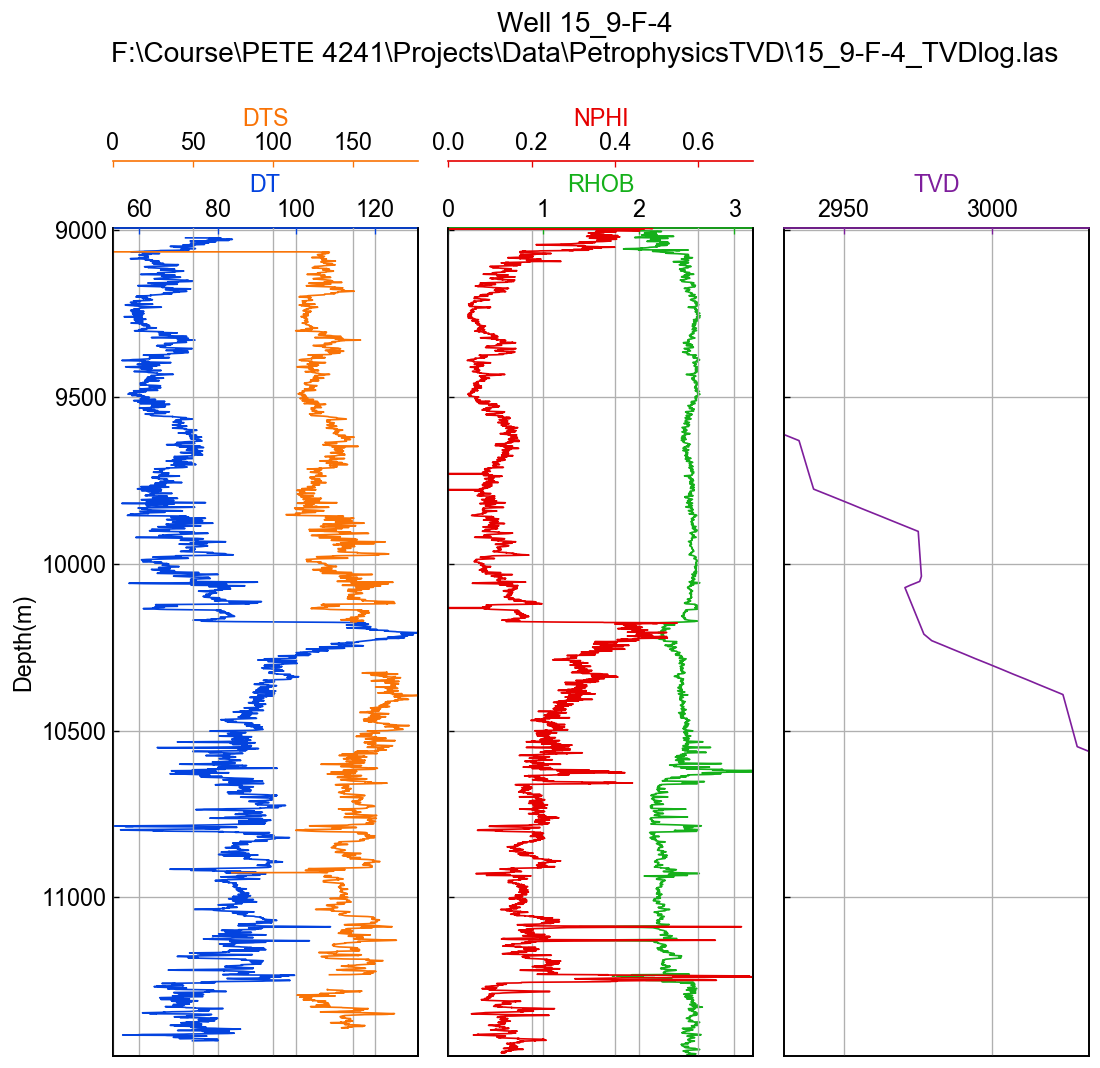 Well 15_9-F-4
F:\Course\PETE 4241\Projects\Data\PetrophysicsTVD\15_9-F-4_TVDlog.las
DTS
0 50 100 150
DT
60 80 100 120
NPHI
0.0 0.2 0.4 0.6
RHOB
0 1 2 3
TVD
2950 3000
Depth(m)
9000
9500
10000
10500
11000